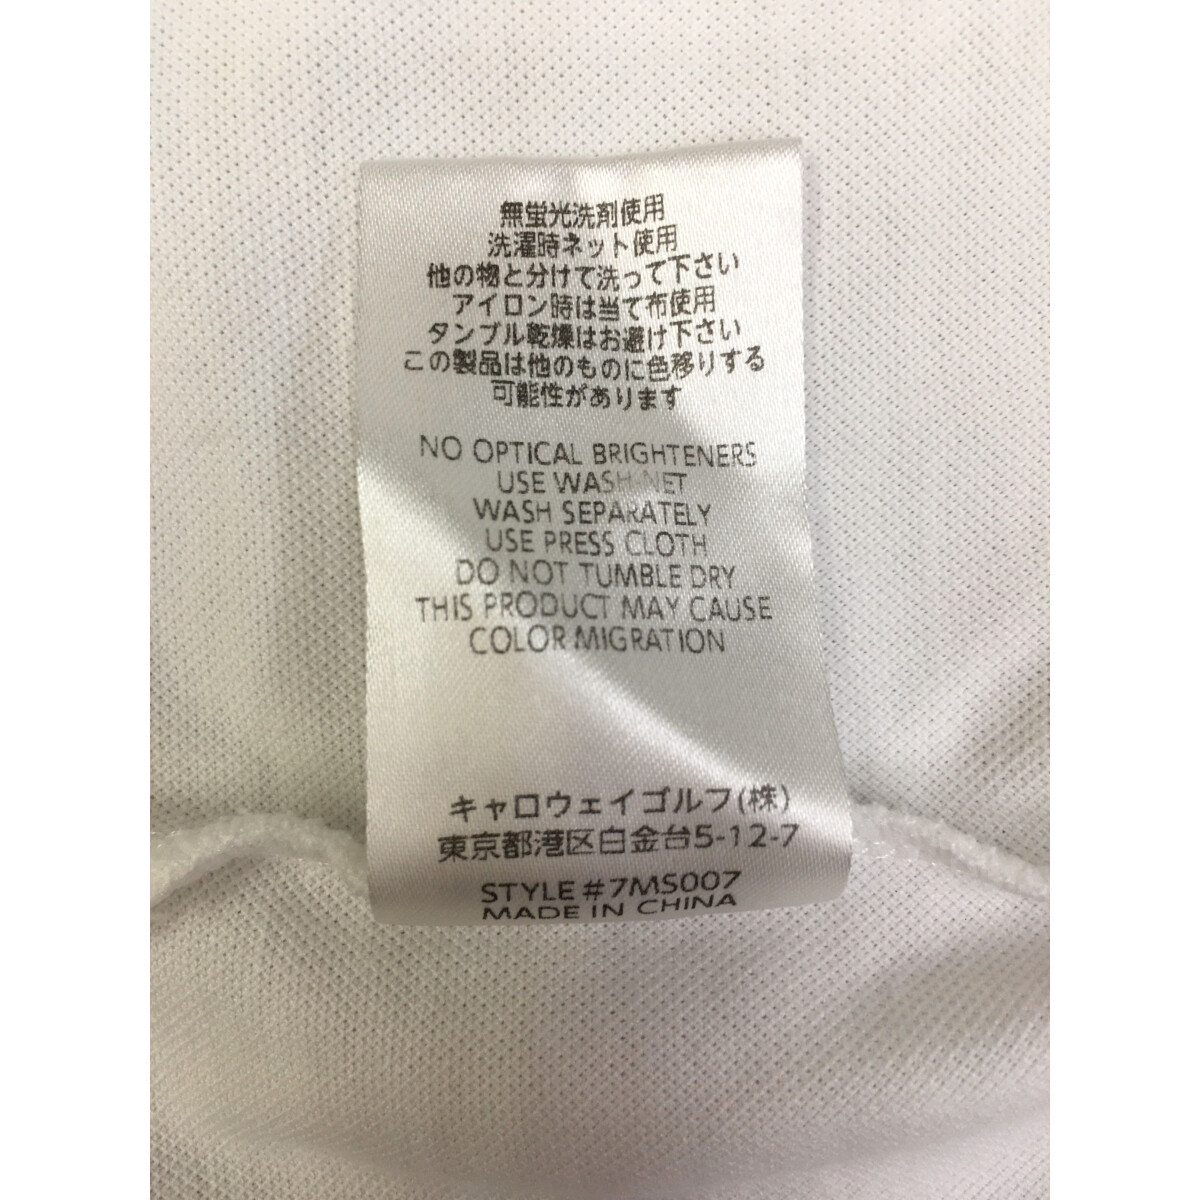 無蛍光洗剤使用
洗濯時ネット使用
他の物と分けて洗って下さい
アイロン時は当て布使用
タンブル乾燥はお避け下さい
この製品は他のものに色移りする
可能性があります
NO OPTICAL BRIGHTENERS
USE WASH-NET
WASH SEPARATELY
USE PRESS CLOTH
DO NOT TUMBLE DRY
THIS PRODUCT MAY CAUSE
COLOR MIGRATION
キャロウェイゴルフ(株)
東京都港区白金台5-12-7
STYLE #7MS007
MADE IN CHINA